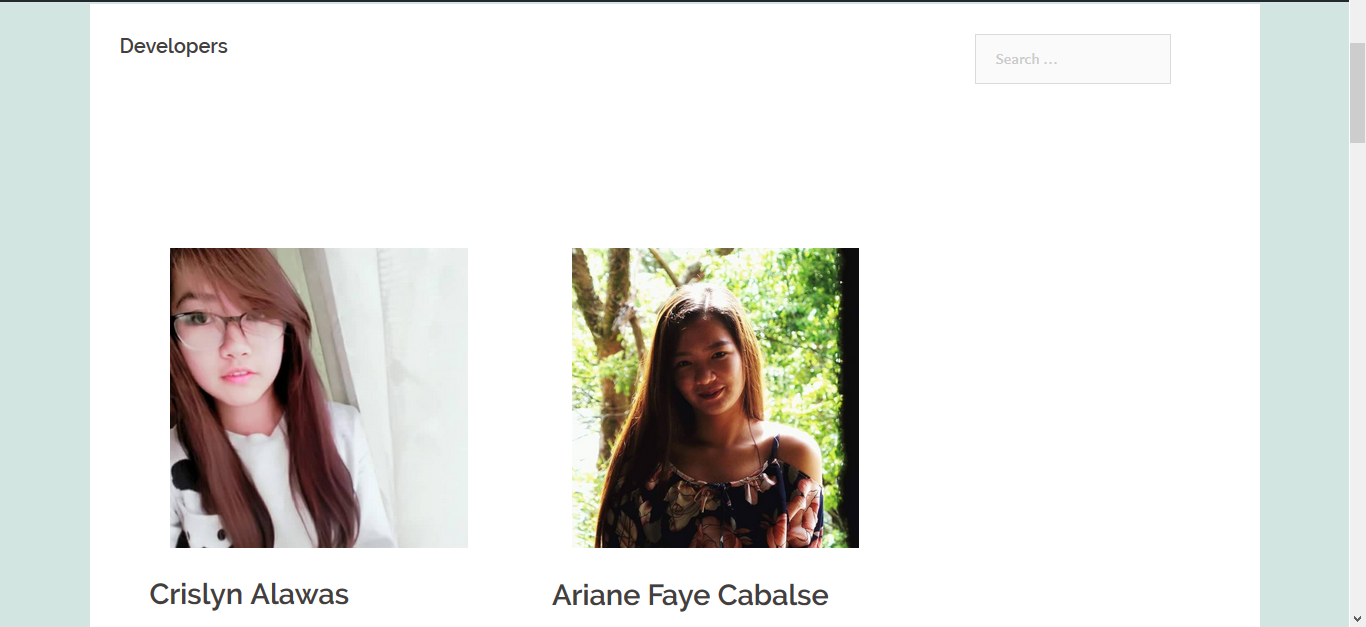 Developers
Search ...
Crislyn Alawas
Ariane Faye Cabalse